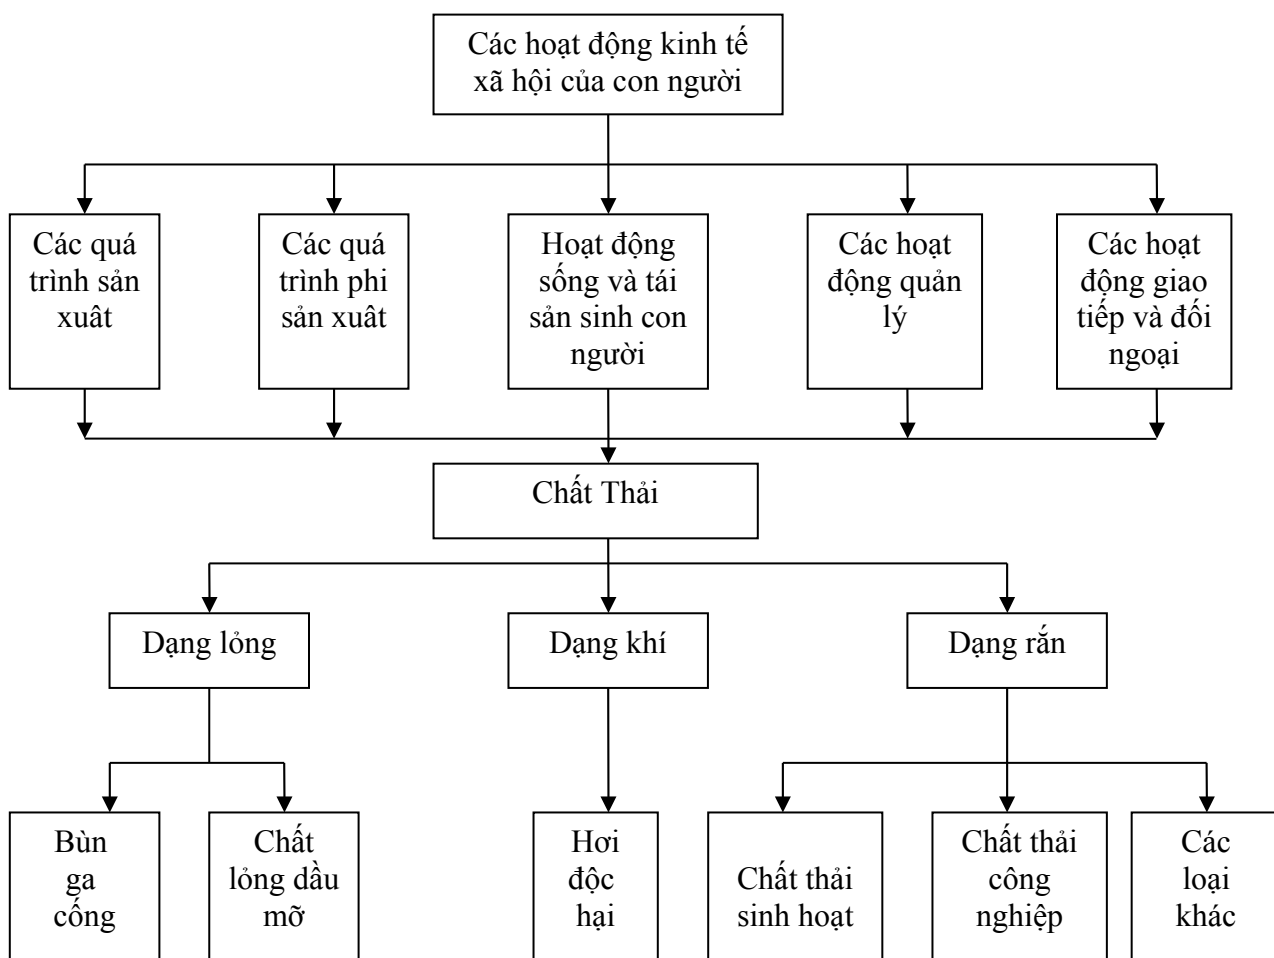 Các hoạt động kinh tế
xã hội của con người
Các quá
trình sản
xuât
Các quá
trình phi
sản xuât
Hoạt động
sống và tái
sản sinh con
người
Các hoạt
động quản
lý
Các hoạt
động giao
tiếp và đối
ngoại
Chất Thải
Dạng lỏng
Dạng khí
Dạng rắn
Bùn
ga
cống
Chất
lỏng dầu
mỡ
Hơi
độc
hại
Chất thải
sinh hoạt
Chất thải
công
nghiệp
Các
loại
khác